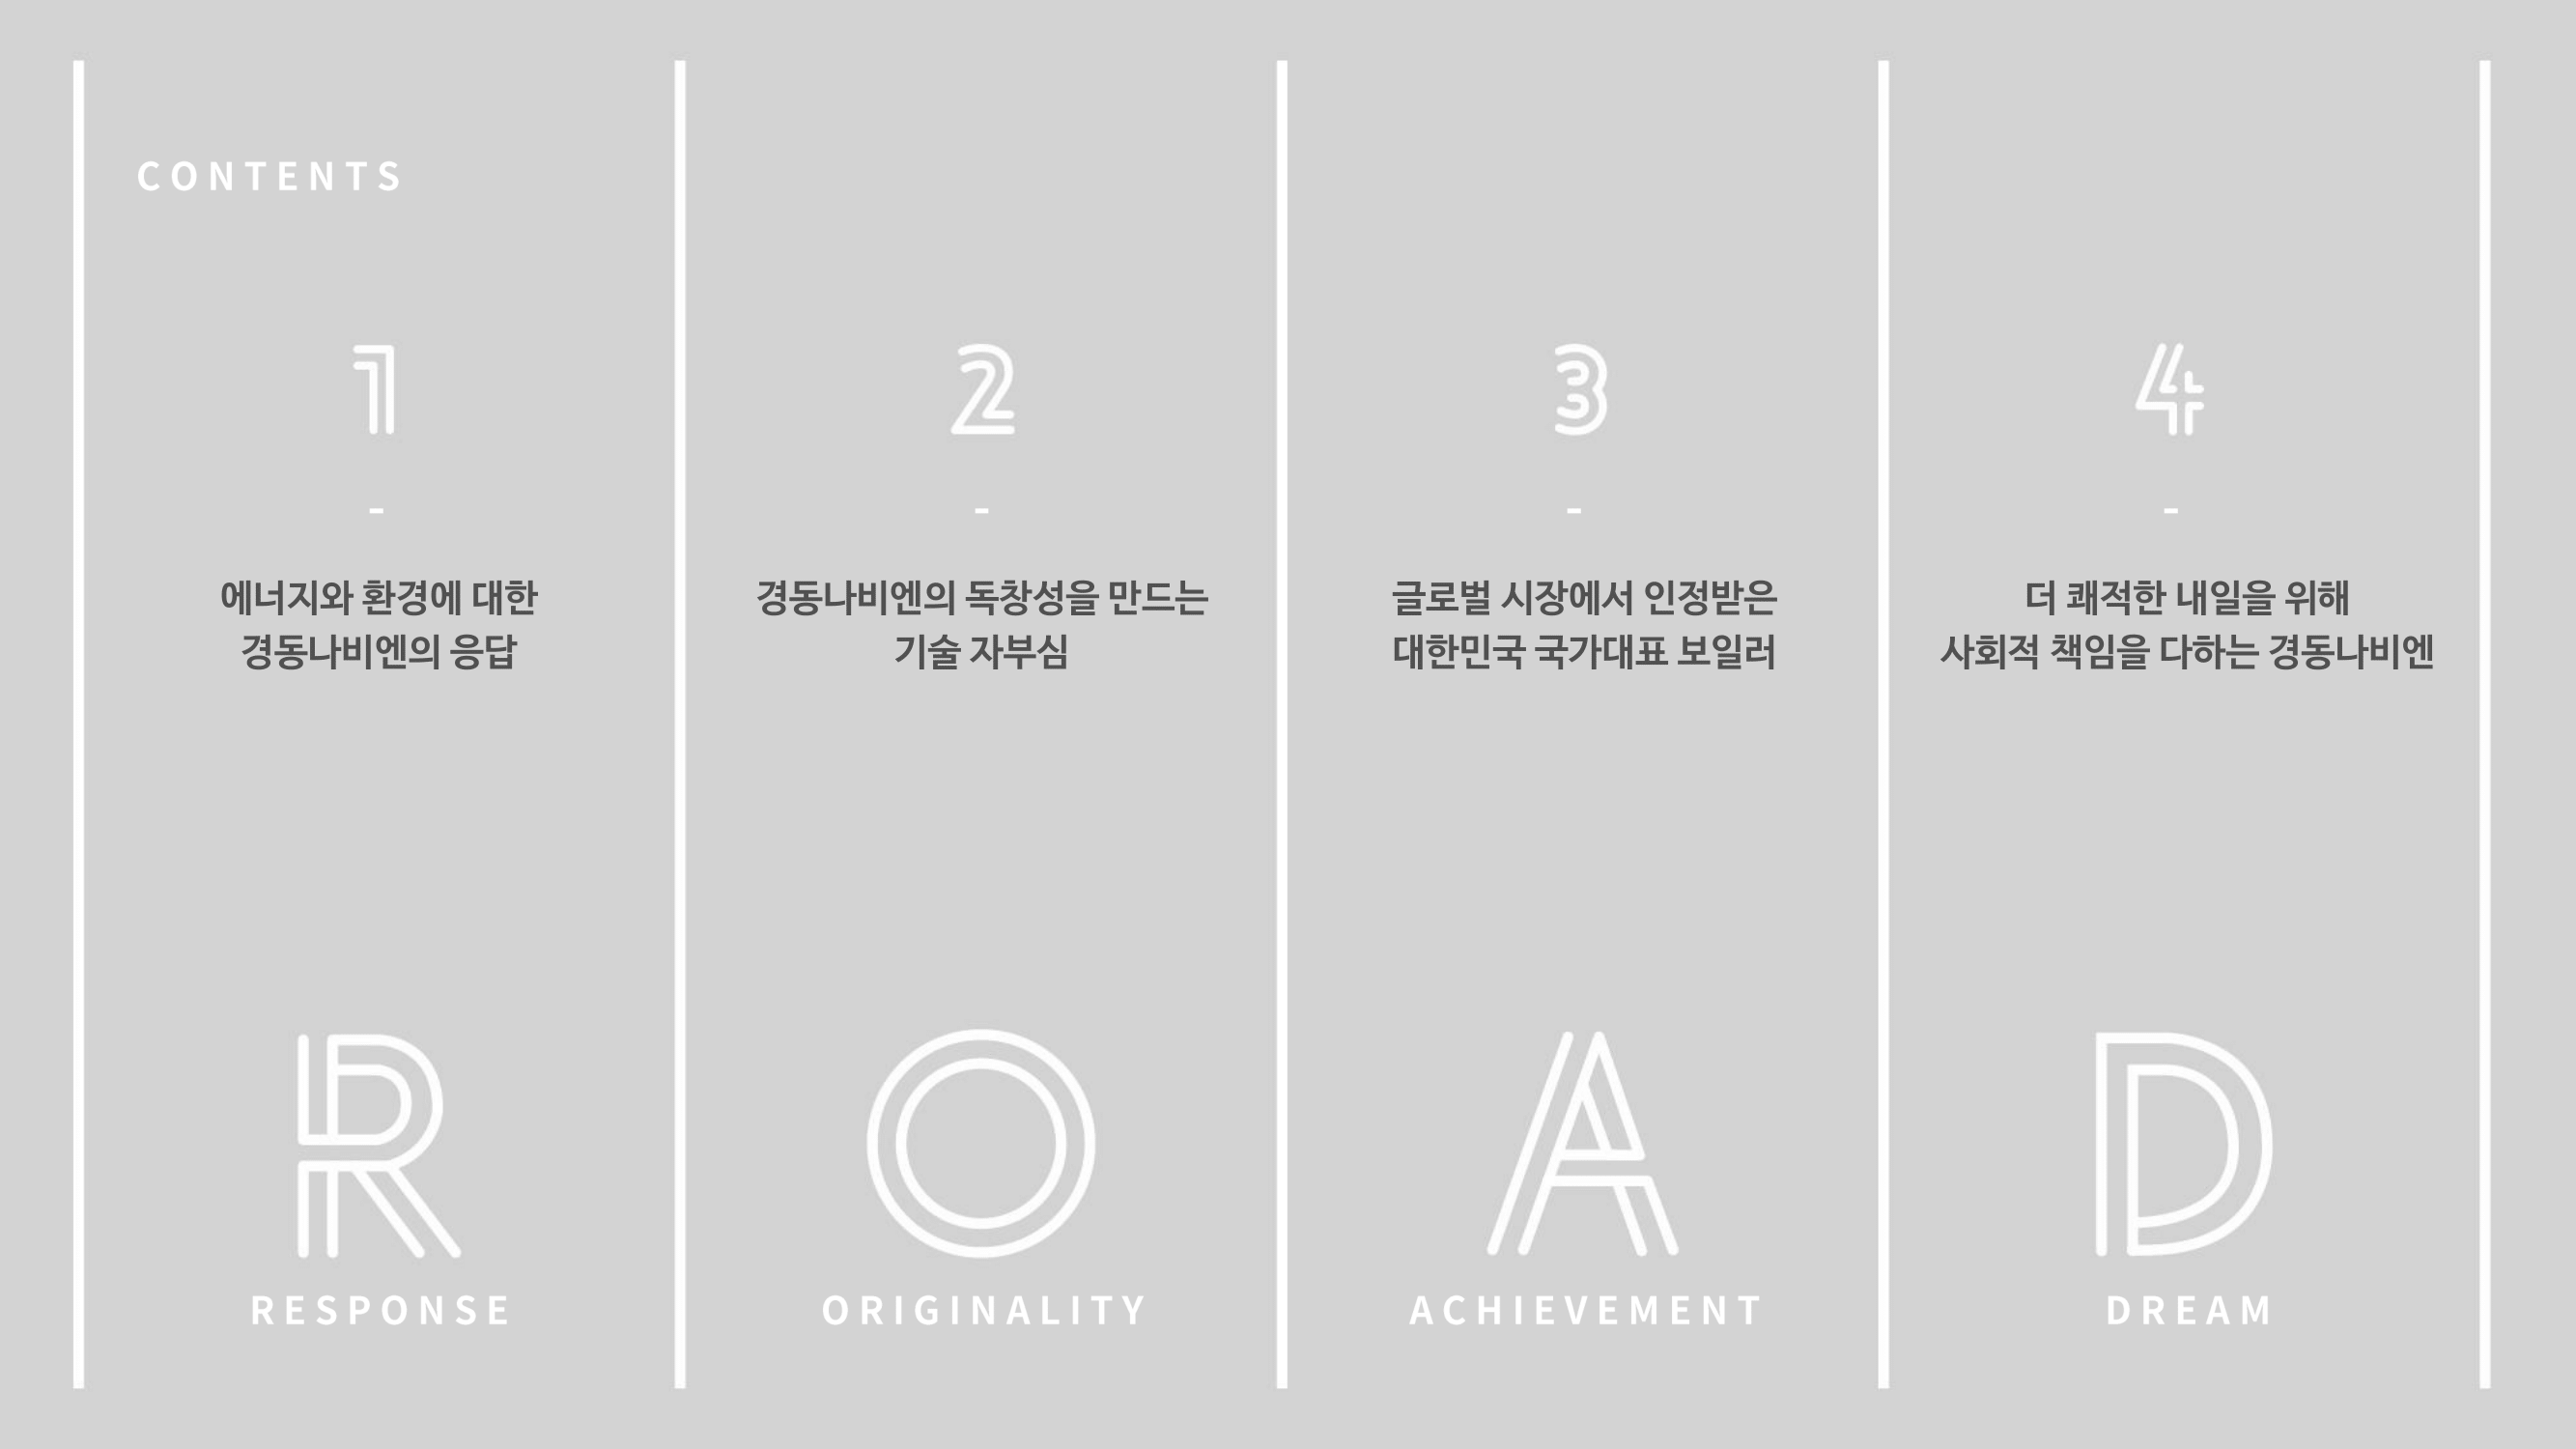 CONTENTS
1
-
에너지와 환경에 대한
경동나비엔의 응답
R
RESPONSE
2
-
경동나비엔의 독창성을 만드는
기술 자부심
O
ORIGINALITY
3
-
글로벌 시장에서 인정받은
대한민국 국가대표 보일러
A
ACHIEVEMENT
4
-
더 쾌적한 내일을 위해
사회적 책임을 다하는 경동나비엔
D
DREAM